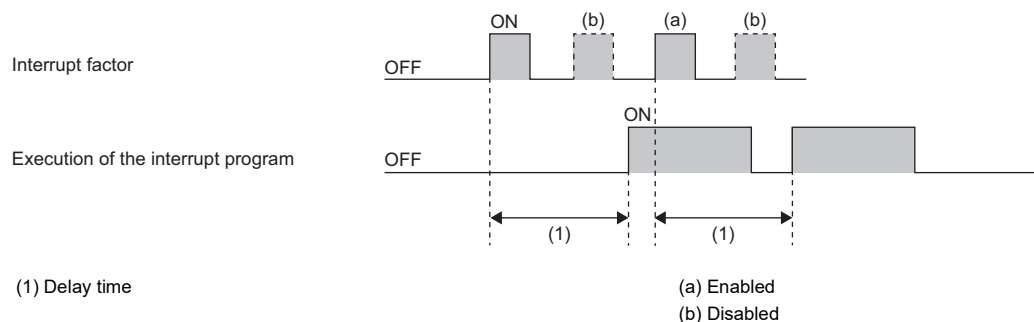 ON (b) (a) (b)
Interrupt factor OFF
ON
Execution of the interrupt program OFF
(1) (1)
(1) Delay time (a) Enabled
(b) Disabled